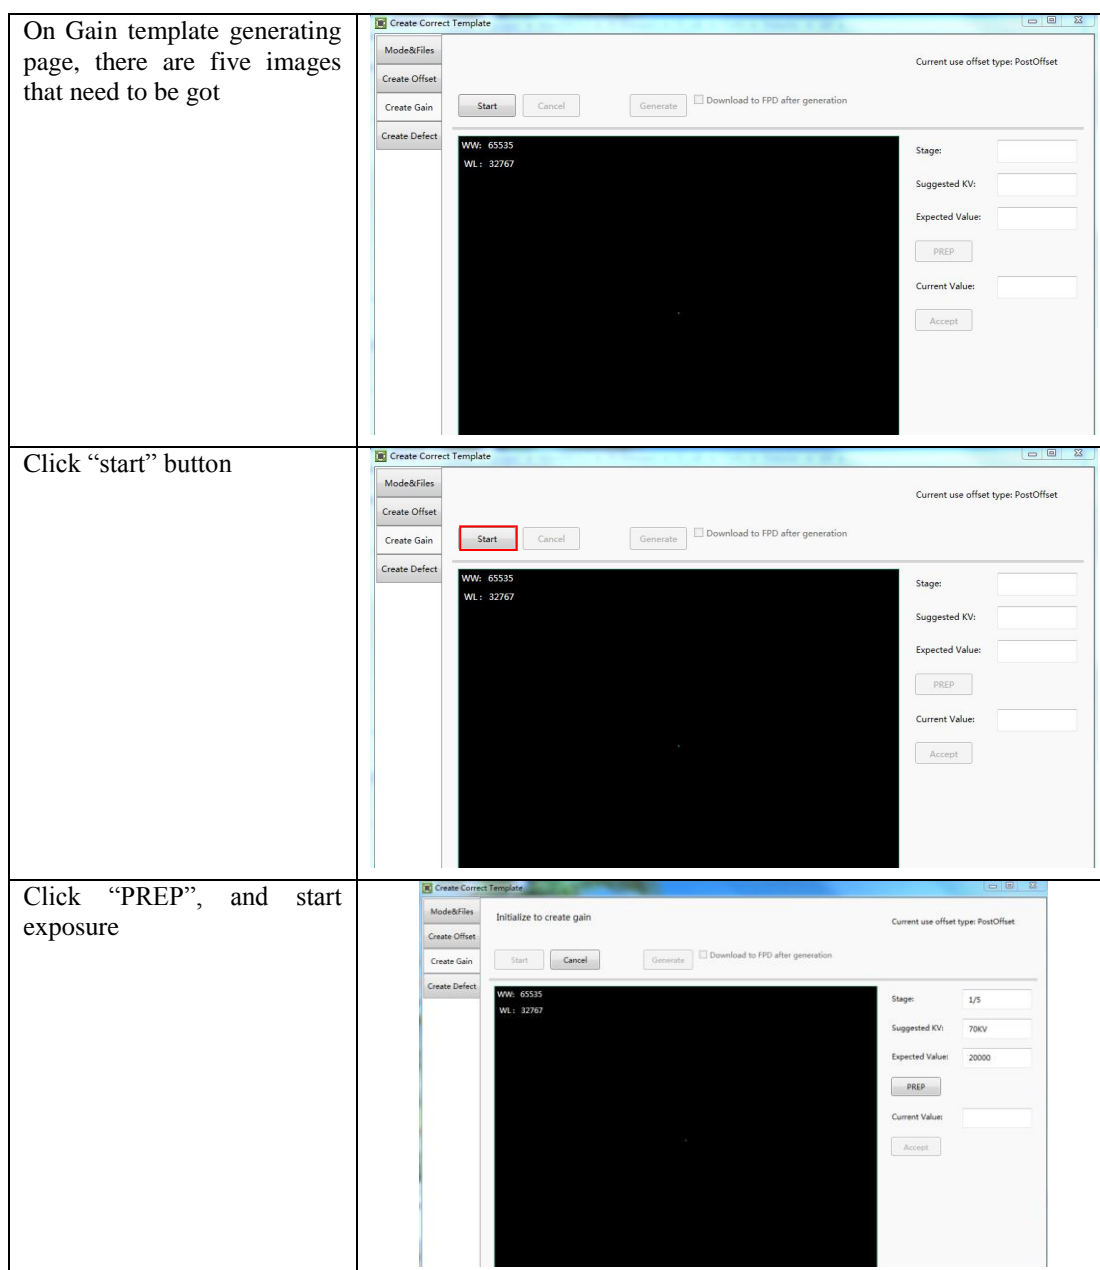 On Gain template generating
page, there are five images
that need to be got
Create Correct Template
Mode&Files
Create Offset
Create Gain
Create Defect
Current use offset type: PostOffset
Start
Cancel
Generate
Download to FPD after generation
WW: 65535
WL: 32767
Stage:
Suggested KV:
Expected Value:
PREP
Current Value:
Accept
Click “start” button
Create Correct Template
Mode&Files
Create Offset
Create Gain
Create Defect
Current use offset type: PostOffset
Start
Cancel
Generate
Download to FPD after generation
WW: 65535
WL: 32767
Stage:
Suggested KV:
Expected Value:
PREP
Current Value:
Accept
Click “PREP”, and start
exposure
Create Correct Template
Mode&Files
Create Offset
Create Gain
Create Defect
Initialize to create gain
Current use offset type: PostOffset
Start
Cancel
Generate
Download to FPD after generation
WW: 65535
WL: 32767
Stage: 1/5
Suggested KV: 70KV
Expected Value: 20000
PREP
Current Value:
Accept